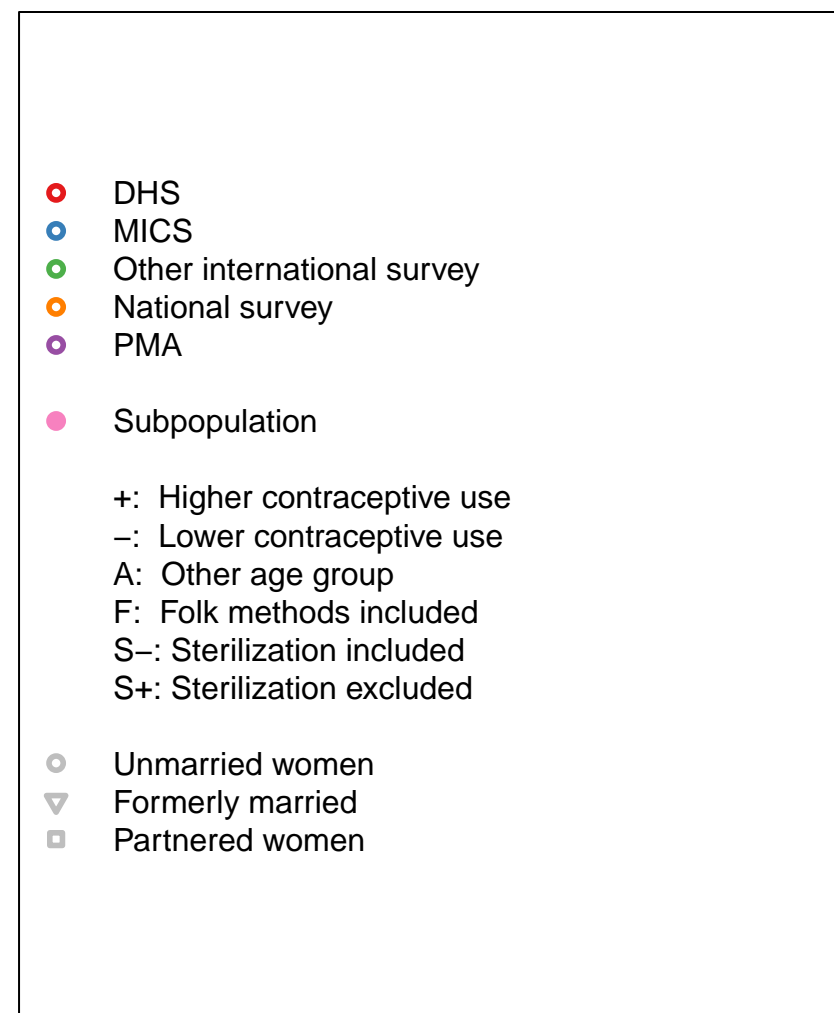 DHS
MICS
Other international survey
National survey
PMA
Subpopulation
+: Higher contraceptive use
−: Lower contraceptive use
A: Other age group
F: Folk methods included
S−: Sterilization included
S+: Sterilization excluded
Unmarried women
Formerly married
Partnered women